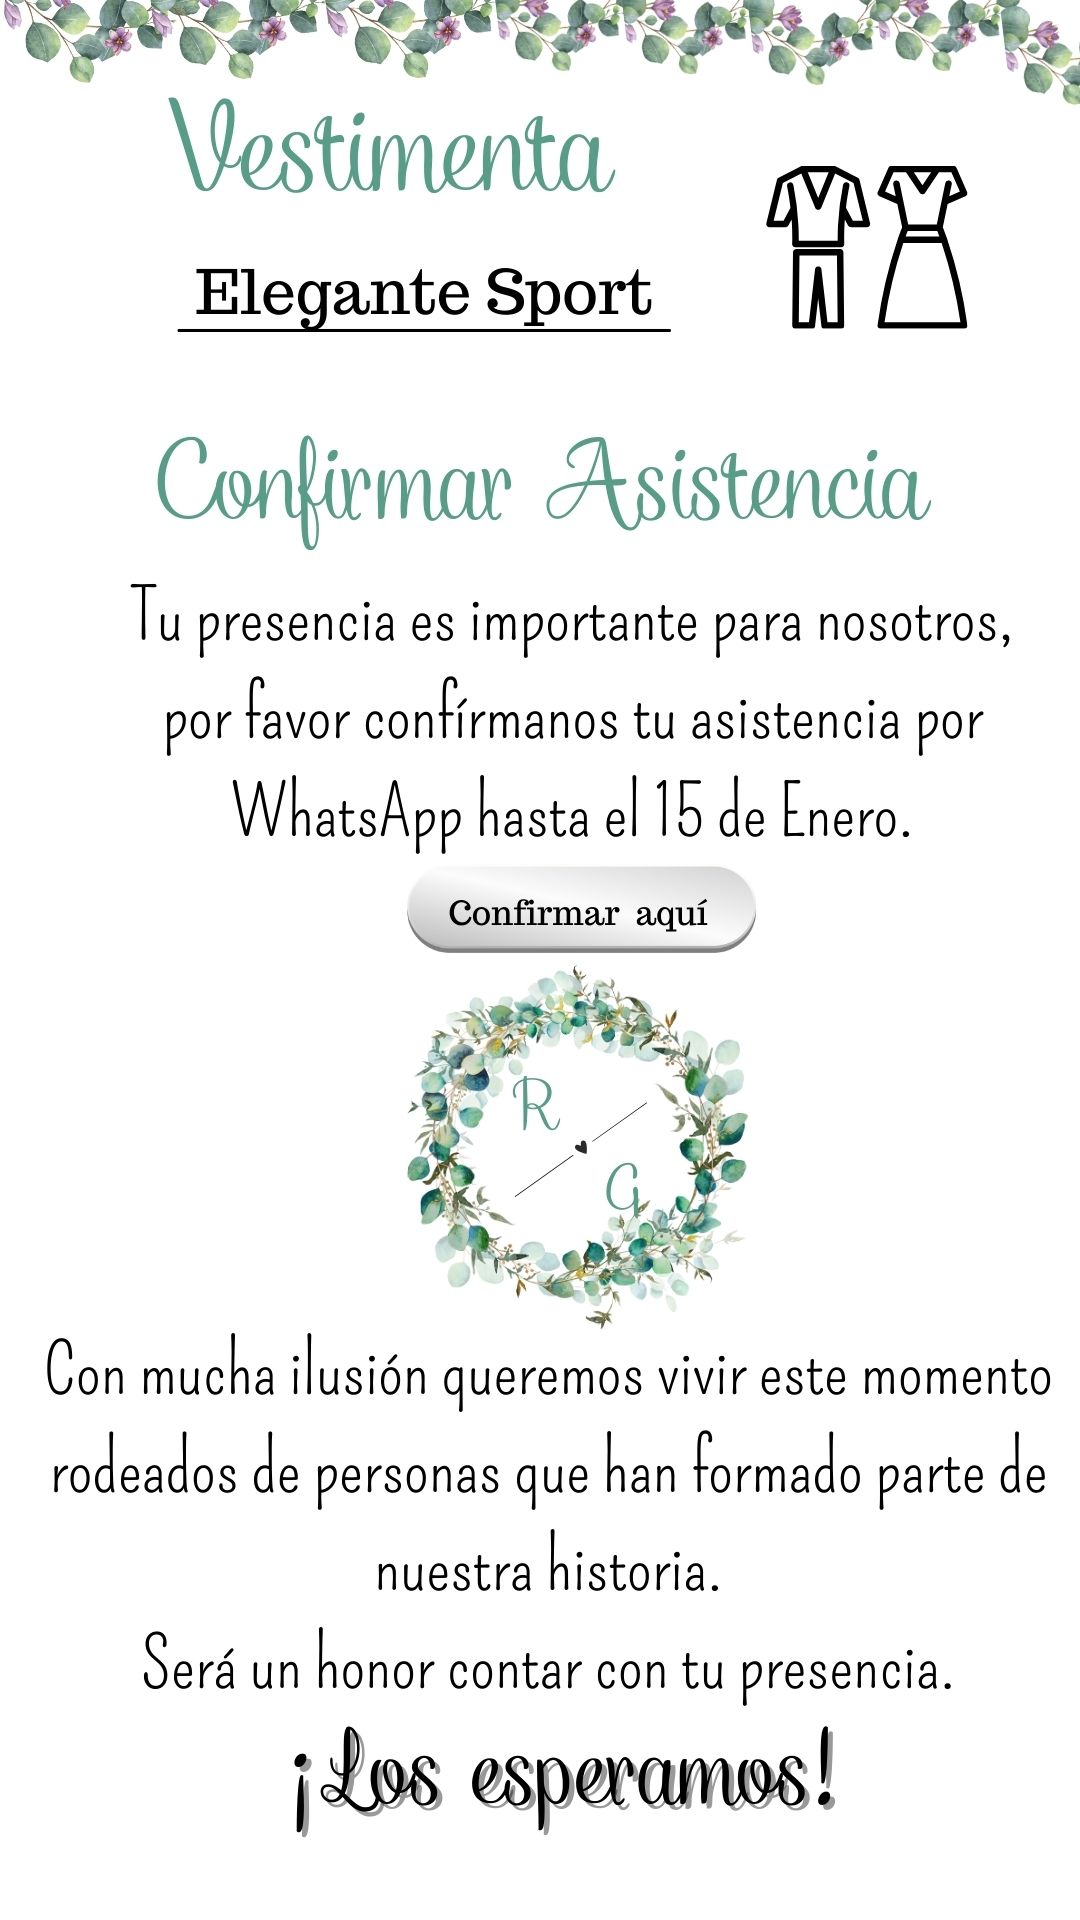 Vestimenta
Elegante Sport
Confirmar Asistencia
Tu presencia es importante para nosotros,
por favor confírmanos tu asistencia por
WhatsApp hasta el 15 de Enero.
Confirmar aquí
R
G
Con mucha ilusión queremos vivir este momento
rodeados de personas que han formado parte de
nuestra historia.
Será un honor contar con tu presencia.
¡Los esperamos!